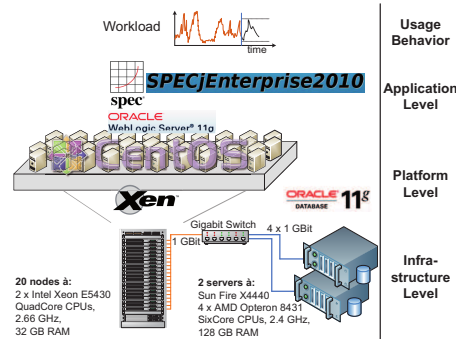 Workload
time
Usage
Behavior
spec®
SPECjEnterprise2010
Application
Level
ORACLE
WebLogic Server® 11g
CentOS
Platform
Level
Xen™
ORACLE
DATABASE
11g
Gigabit Switch
1 GBit
4 x 1 GBit
Infra-
structure
Level
20 nodes à:
2 x Intel Xeon E5430
QuadCore CPUs,
2.66 GHz,
32 GB RAM
2 servers à:
Sun Fire X4440
4 x AMD Opteron 8431
SixCore CPUs, 2.4 GHz,
128 GB RAM